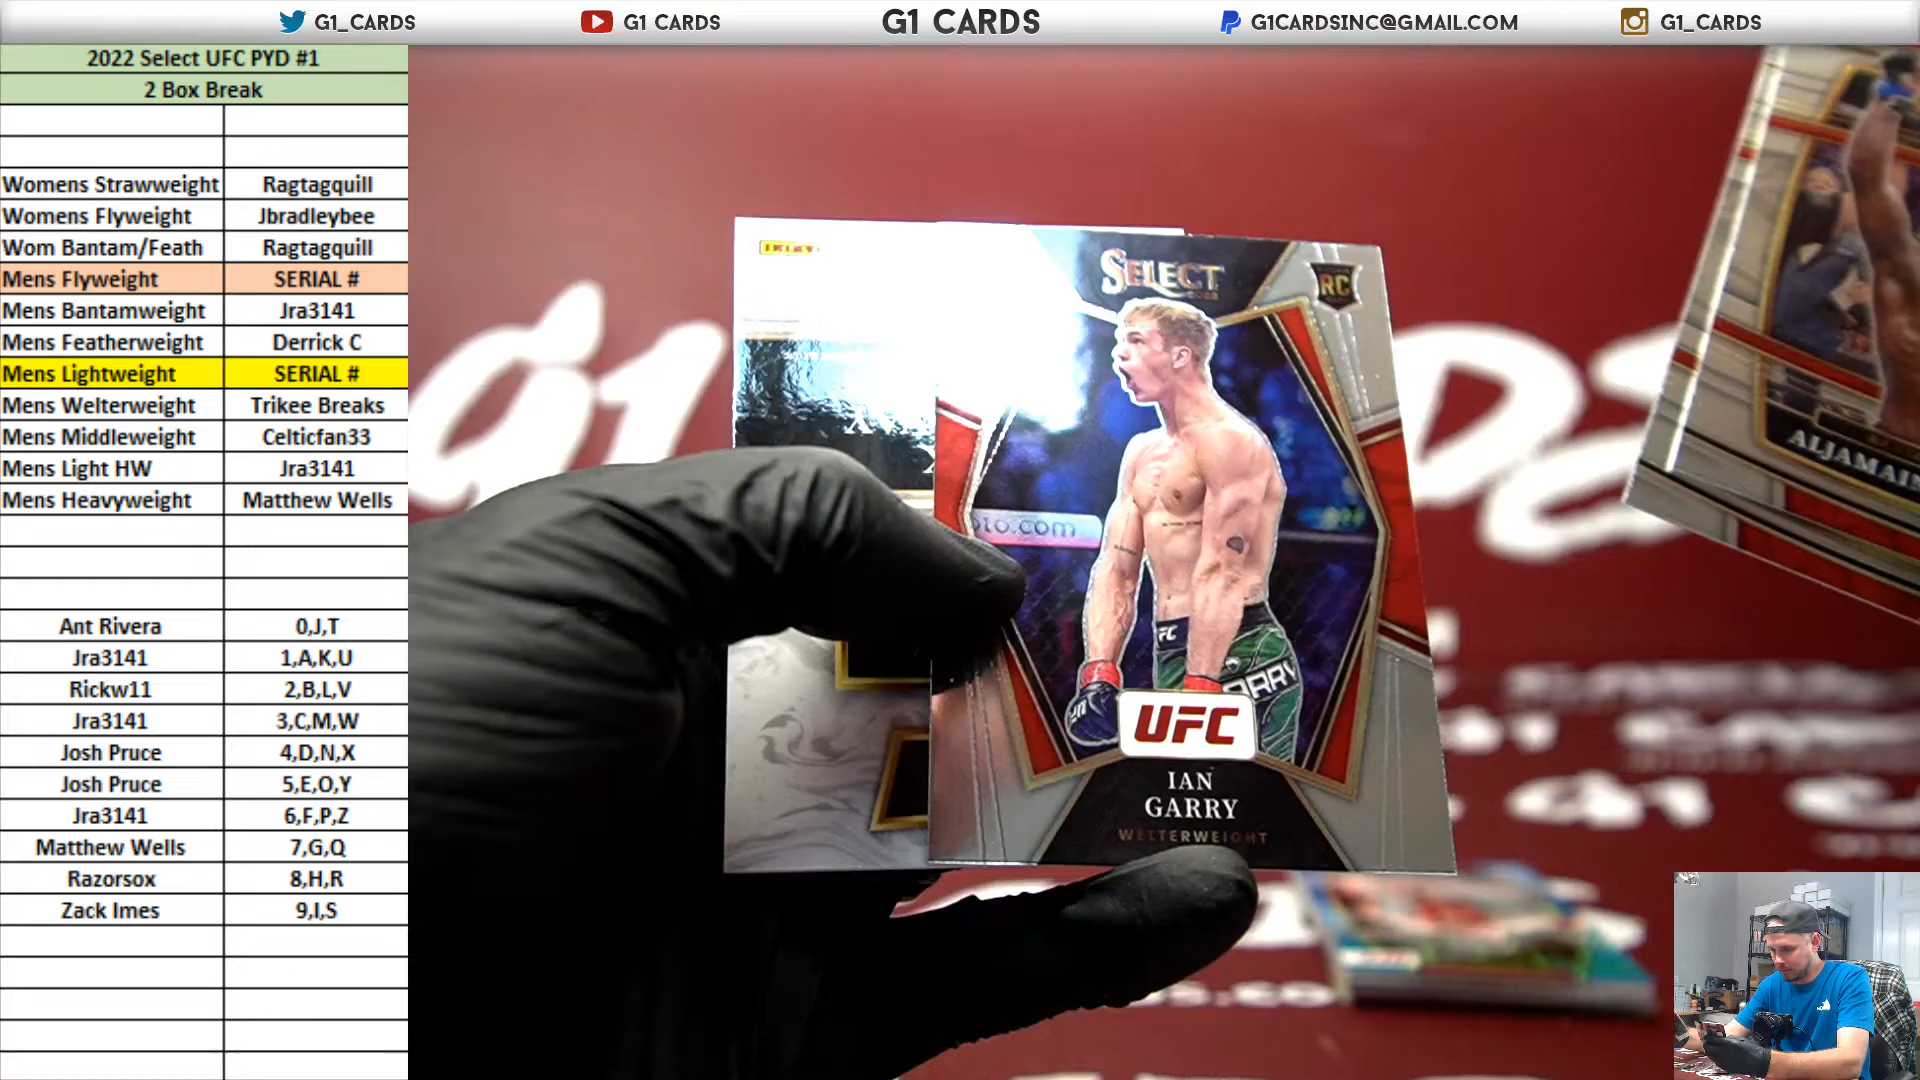 G1_CARDS G1 CARDS G1 CARDS G1CARDSINC@GMAIL.COM G1_CARDS
2022 Select UFC PYD #1
2 Box Break
Womens Strawweight Ragtagquill
Womens Flyweight Jbradleybee
Wom Bantam/Feath Ragtagquill
Mens Flyweight SERIAL #
Mens Bantamweight Jra3141
Mens Featherweight Derrick C
Mens Lightweight SERIAL #
Mens Welterweight Trikee Breaks
Mens Middleweight Celticfan33
Mens Light HW Jra3141
Mens Heavyweight Matthew Wells
Ant Rivera 0,J,T
Jra3141 1,A,K,U
Rickw11 2,B,L,V
Jra3141 3,C,M,W
Josh Pruce 4,D,N,X
Josh Pruce 5,E,O,Y
Jra3141 6,F,P,Z
Matthew Wells 7,G,Q
Razorsox 8,H,R
Zack Imes 9,I,S
SELECT
RC
UFC
IAN
GARRY
WELTERWEIGHT
ALJAMAIN
g1